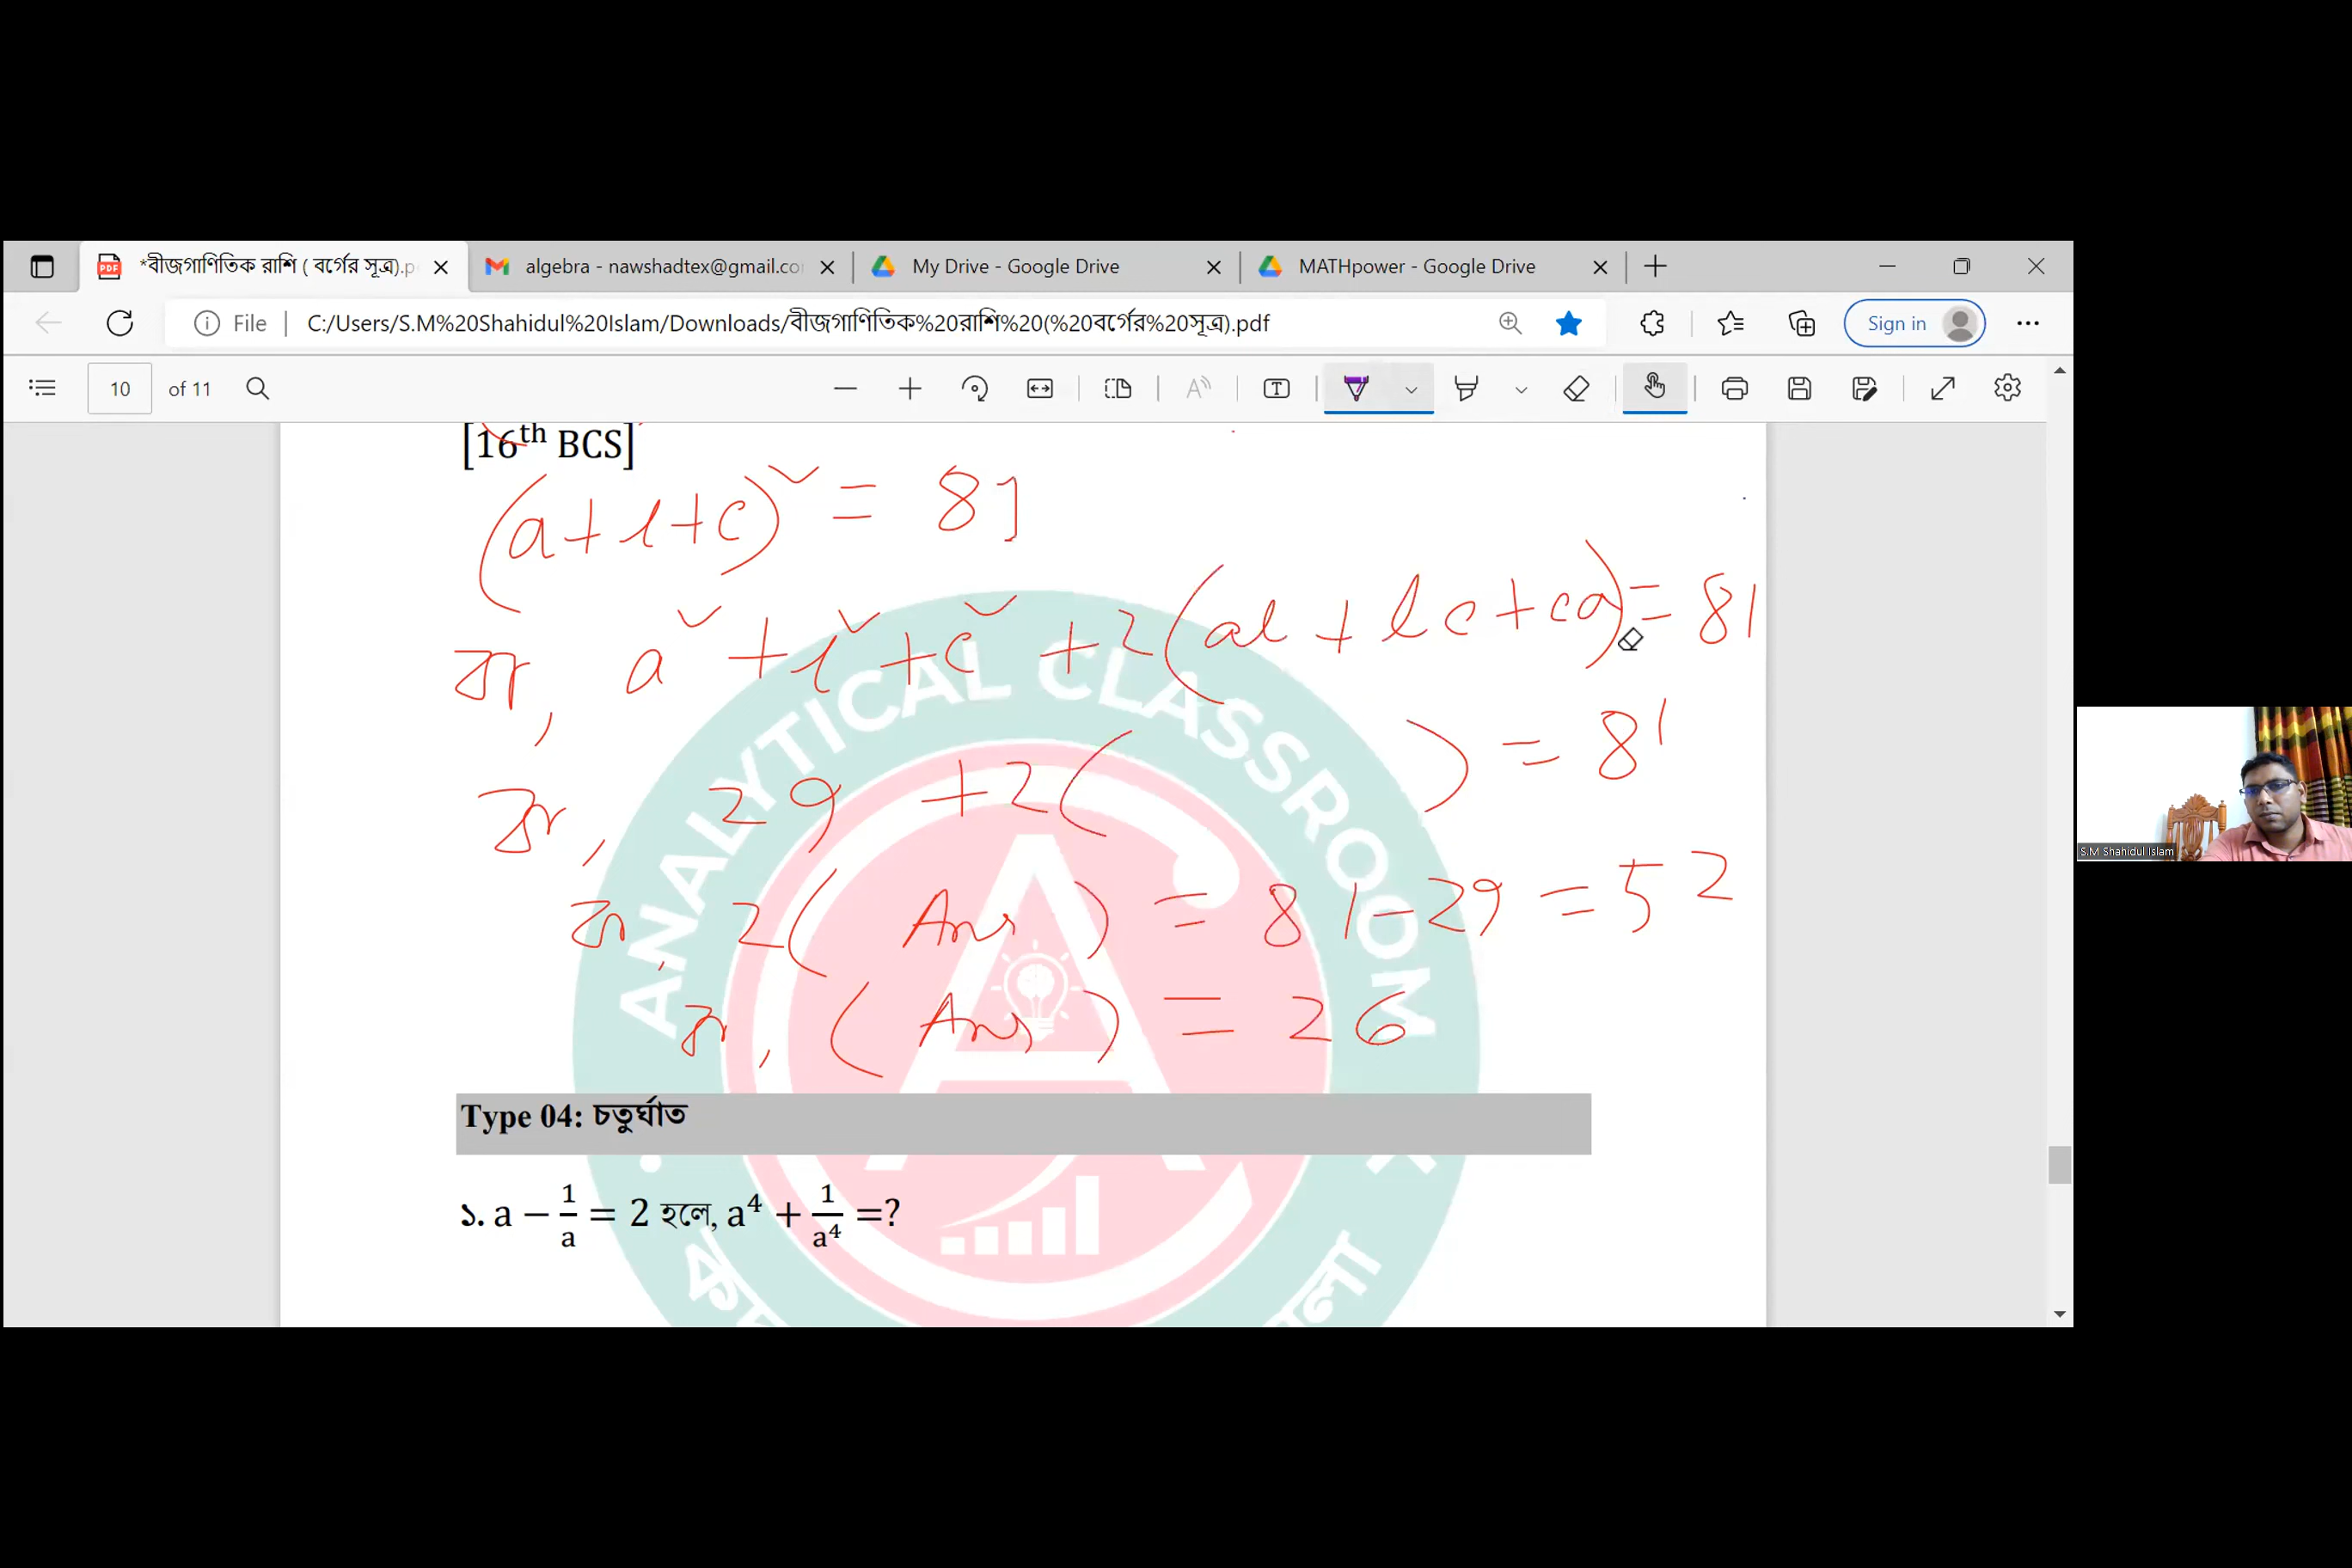 *বীজগাণিতিক রাশি ( বর্গের সূত্র).p
algebra - nawshadtex@gmail.co
My Drive - Google Drive
MATHpower - Google Drive
File
C:/Users/S.M%20Shahidul%20Islam/Downloads/বীজগাণিতিক%20রাশি%20(%20বর্গের%20সূত্র).pdf
Sign in
10 of 11
[16th BCS]
(a+b+c)² = 81
বা, a² + b² + c² + 2(ab + bc + ca) = 81
বা, 29 + 2( ) = 81
বা, 2( Ans ) = 81 - 29 = 52
বা, ( Ans ) = 26
ANALYTICAL CLASSROOM
Type 04: চতুর্ঘাত
১. a − 1/a = 2 হলে, a⁴ + 1/a⁴ =?
S.M Shahidul Islam